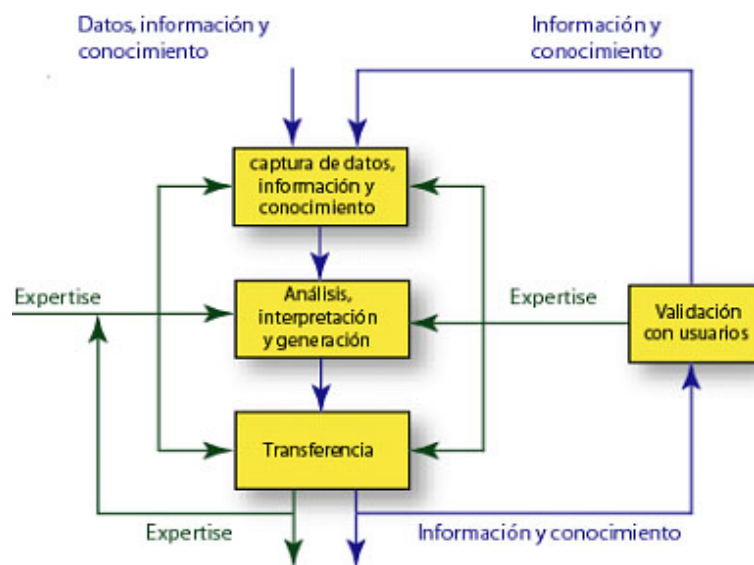 Datos, información y
conocimiento
Información y
conocimiento
captura de datos,
información y
conocimiento
Expertise
Análisis,
interpretación
y generación
Expertise
Validación
con usuarios
Transferencia
Expertise
Información y conocimiento